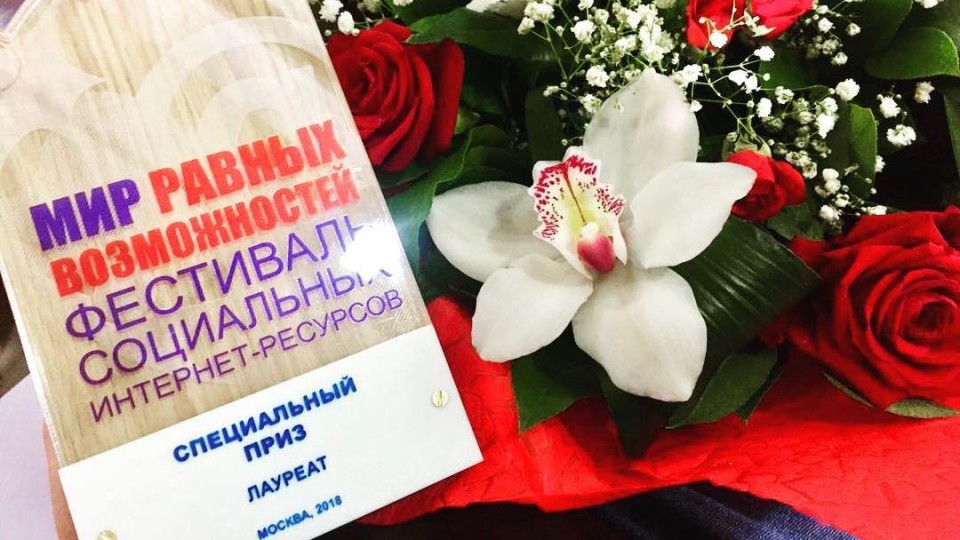 МИР РАВНЫХ
ВОЗМОЖНОСТЕЙ
ФЕСТИВАЛЬ
СОЦИАЛЬНЫХ
ИНТЕРНЕТ-РЕСУРСОВ
СПЕЦИАЛЬНЫЙ
ПРИЗ
ЛАУРЕАТ
МОСКВА, 2018